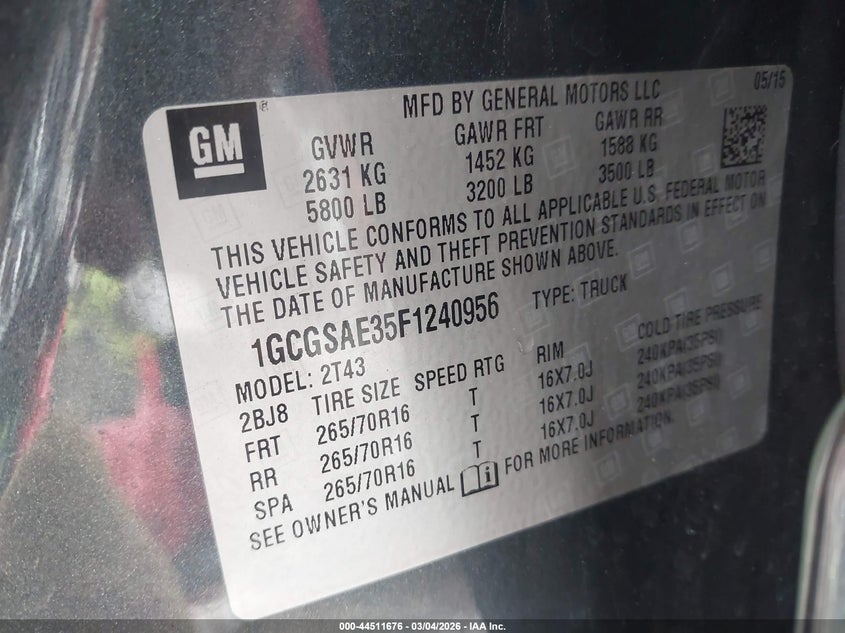 05/15
MFD BY GENERAL MOTORS LLC
GM
®
GVWR GAWR FRT GAWR RR
2631 KG 1452 KG 1588 KG
5800 LB 3200 LB 3500 LB
THIS VEHICLE CONFORMS TO ALL APPLICABLE U.S. FEDERAL MOTOR
VEHICLE SAFETY AND THEFT PREVENTION STANDARDS IN EFFECT ON
THE DATE OF MANUFACTURE SHOWN ABOVE.
1GCGSAE35F1240956 TYPE: TRUCK
MODEL: 2T43
2BJ8 TIRE SIZE SPEED RTG RIM COLD TIRE PRESSURE
FRT 265/70R16 T 16X7.0J 240KPA(35PSI)
RR 265/70R16 T 16X7.0J 240KPA(35PSI)
SPA 265/70R16 T 16X7.0J 240KPA(35PSI)
SEE OWNER'S MANUAL FOR MORE INFORMATION.
000-44511676 - 03/04/2026 - IAA Inc.